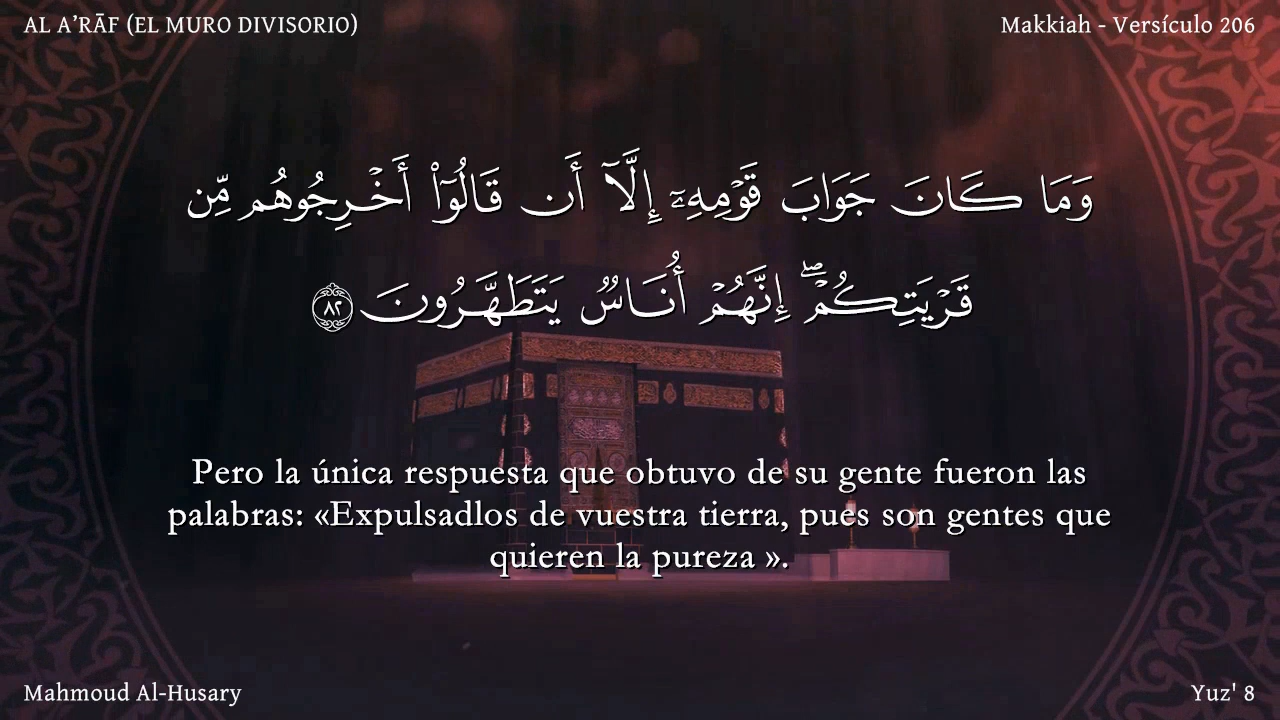 AL A’RĀF (EL MURO DIVISORIO)
Makkiah - Versículo 206
وَمَا كَانَ جَوَابَ قَوْمِهِۦٓ إِلَّآ أَن قَالُوٓا۟ أَخْرِجُوهُم مِّن
قَرْيَتِكُمْ ۖ إِنَّهُمْ أُنَاسٌ يَتَطَهَّرُونَ ٨٢
Pero la única respuesta que obtuvo de su gente fueron las
palabras: «Expulsadlos de vuestra tierra, pues son gentes que
quieren la pureza ».
Mahmoud Al-Husary
Yuz' 8